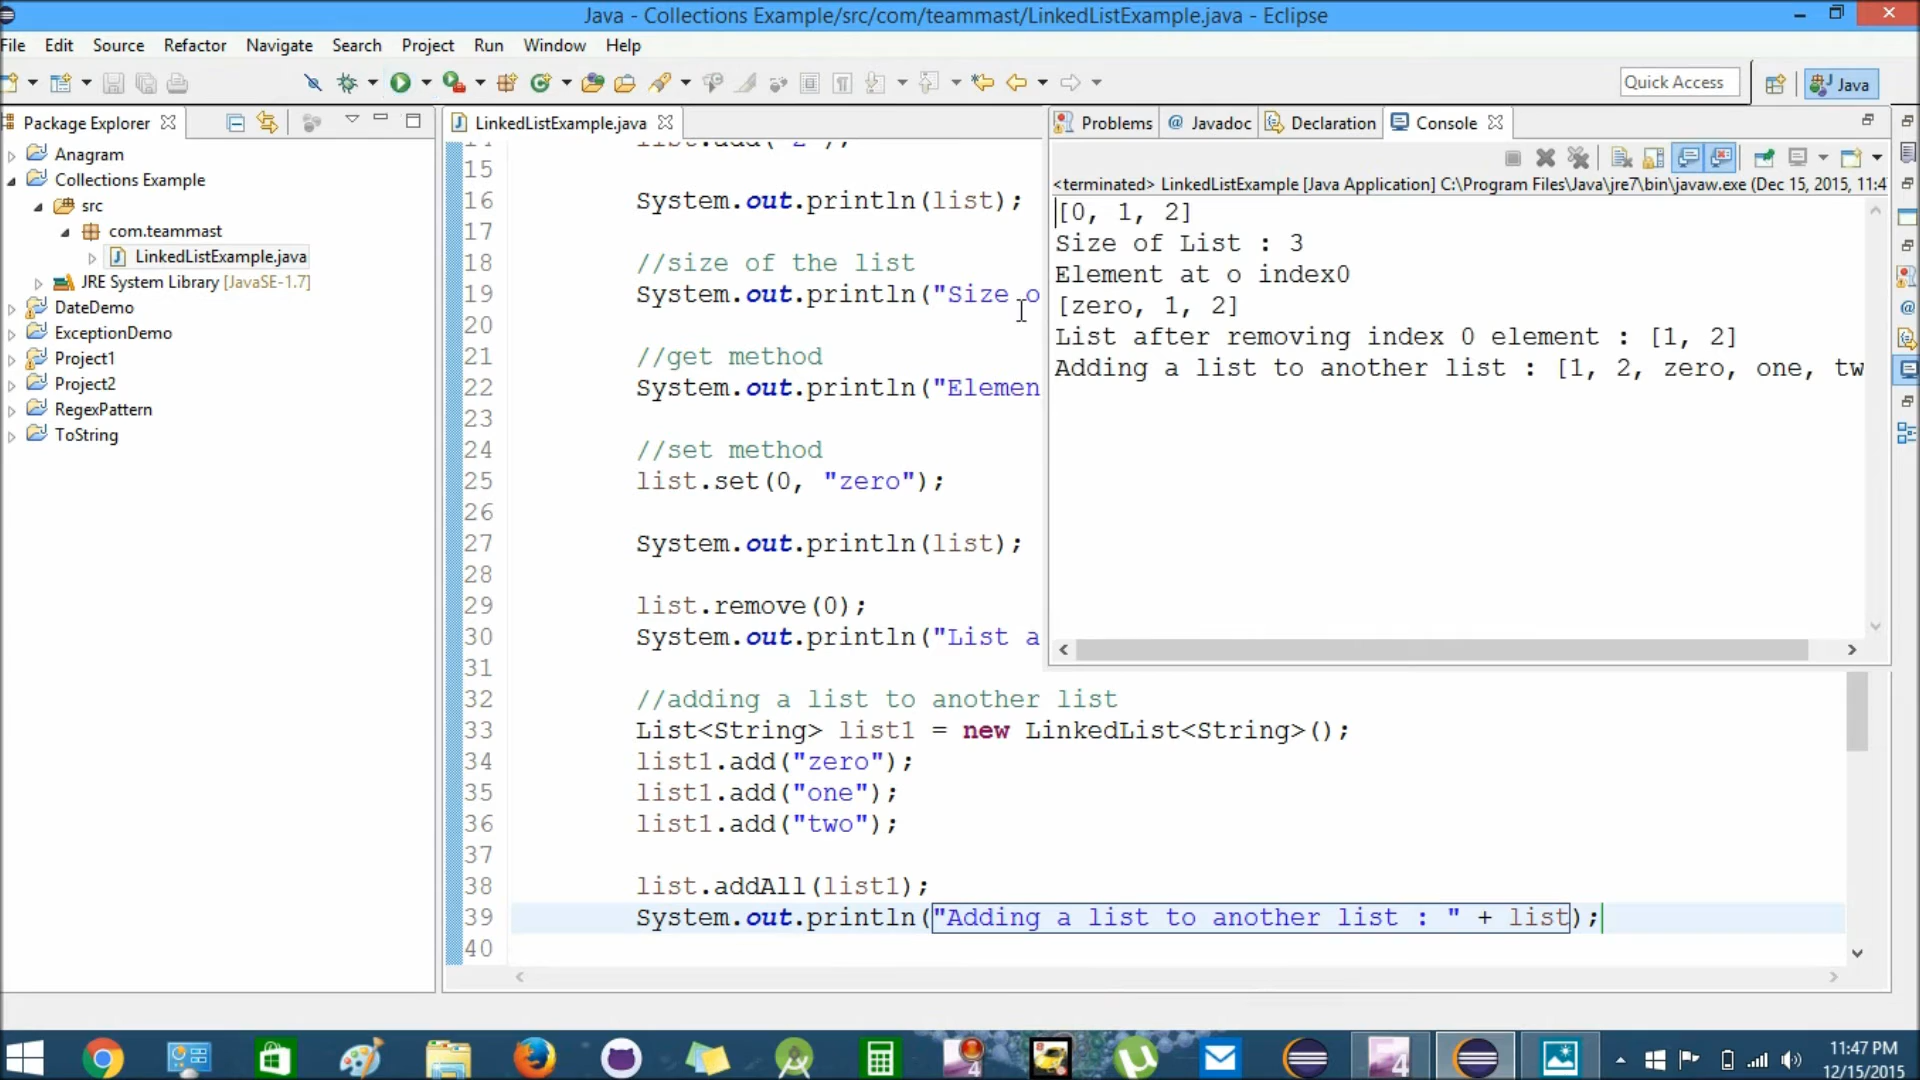 Java - Collections Example/src/com/teammast/LinkedListExample.java - Eclipse
File Edit Source Refactor Navigate Search Project Run Window Help
Quick Access
Java
Package Explorer
Anagram
Collections Example
src
com.teammast
LinkedListExample.java
JRE System Library [JavaSE-1.7]
DateDemo
ExceptionDemo
Project1
Project2
RegexPattern
ToString
LinkedListExample.java
15
16 System.out.println(list);
17
18 //size of the list
19 System.out.println("Size o
20
21 //get method
22 System.out.println("Elemen
23
24 //set method
25 list.set(0, "zero");
26
27 System.out.println(list);
28
29 list.remove(0);
30 System.out.println("List a
31
32 //adding a list to another list
33 List<String> list1 = new LinkedList<String>();
34 list1.add("zero");
35 list1.add("one");
36 list1.add("two");
37
38 list.addAll(list1);
39 System.out.println("Adding a list to another list : " + list);
40
Problems Javadoc Declaration Console
<terminated> LinkedListExample [Java Application] C:\Program Files\Java\jre7\bin\javaw.exe (Dec 15, 2015, 11:4
[0, 1, 2]
Size of List : 3
Element at o index0
[zero, 1, 2]
List after removing index 0 element : [1, 2]
Adding a list to another list : [1, 2, zero, one, tw
11:47 PM
12/15/2015